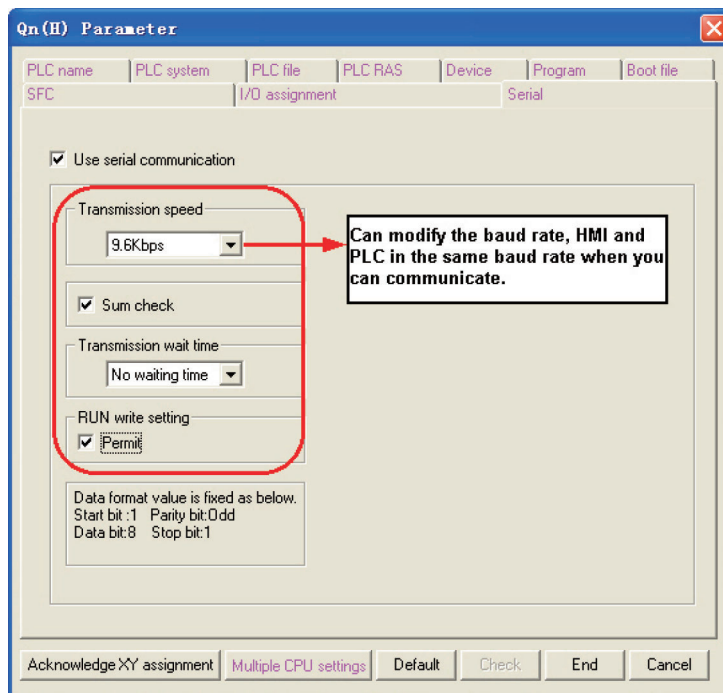 Qn(H) Parameter
PLC name PLC system PLC file PLC RAS Device Program Boot file
SFC I/O assignment Serial
Use serial communication
Transmission speed
9.6Kbps
Can modify the baud rate, HMI and
PLC in the same baud rate when you
can communicate.
Sum check
Transmission wait time
No waiting time
RUN write setting
Permit
Data format value is fixed as below.
Start bit :1 Parity bit:Odd
Data bit:8 Stop bit:1
Acknowledge XY assignment Multiple CPU settings Default Check End Cancel